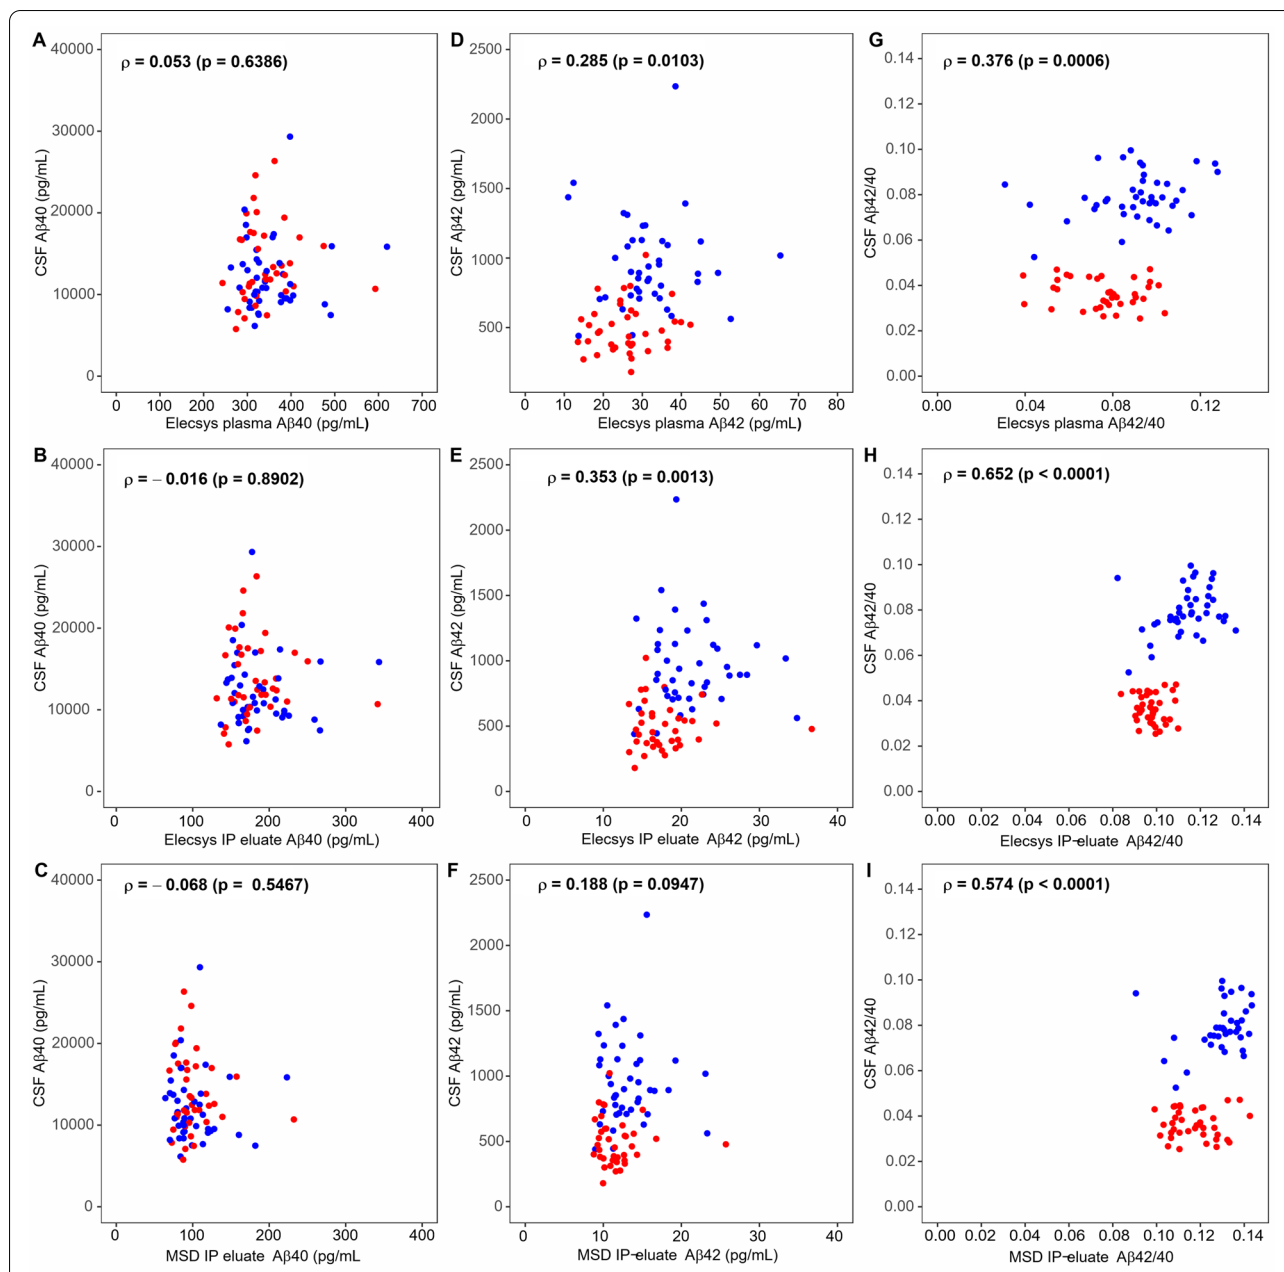 A
ρ = 0.053 (p = 0.6386)
CSF Aβ40 (pg/mL)
40000
30000
20000
10000
0
0 100 200 300 400 500 600 700
Elecsys plasma Aβ40 (pg/mL)
D
ρ = 0.285 (p = 0.0103)
CSF Aβ42 (pg/mL)
2500
2000
1500
1000
500
0
0 10 20 30 40 50 60 70 80
Elecsys plasma Aβ42 (pg/mL)
G
ρ = 0.376 (p = 0.0006)
CSF Aβ42/40
0.14
0.12
0.10
0.08
0.06
0.04
0.02
0.00
0.00 0.04 0.08 0.12
Elecsys plasma Aβ42/40
B
ρ = – 0.016 (p = 0.8902)
CSF Aβ40 (pg/mL)
40000
30000
20000
10000
0
0 100 200 300 400
Elecsys IP eluate Aβ40 (pg/mL)
E
ρ = 0.353 (p = 0.0013)
CSF Aβ42 (pg/mL)
2500
2000
1500
1000
500
0
0 10 20 30 40
Elecsys IP eluate Aβ42 (pg/mL)
H
ρ = 0.652 (p < 0.0001)
CSF Aβ42/40
0.14
0.12
0.10
0.08
0.06
0.04
0.02
0.00
0.00 0.02 0.04 0.06 0.08 0.10 0.12 0.14
Elecsys IP-eluate Aβ42/40
C
ρ = – 0.068 (p = 0.5467)
CSF Aβ40 (pg/mL)
40000
30000
20000
10000
0
0 100 200 300 400
MSD IP eluate Aβ40 (pg/mL
F
ρ = 0.188 (p = 0.0947)
CSF Aβ42 (pg/mL)
2500
2000
1500
1000
500
0
0 10 20 30 40
MSD IP-eluate Aβ42 (pg/mL)
I
ρ = 0.574 (p < 0.0001)
CSF Aβ42/40
0.14
0.12
0.10
0.08
0.06
0.04
0.02
0.00
0.00 0.02 0.04 0.06 0.08 0.10 0.12 0.14
MSD IP-eluate Aβ42/40